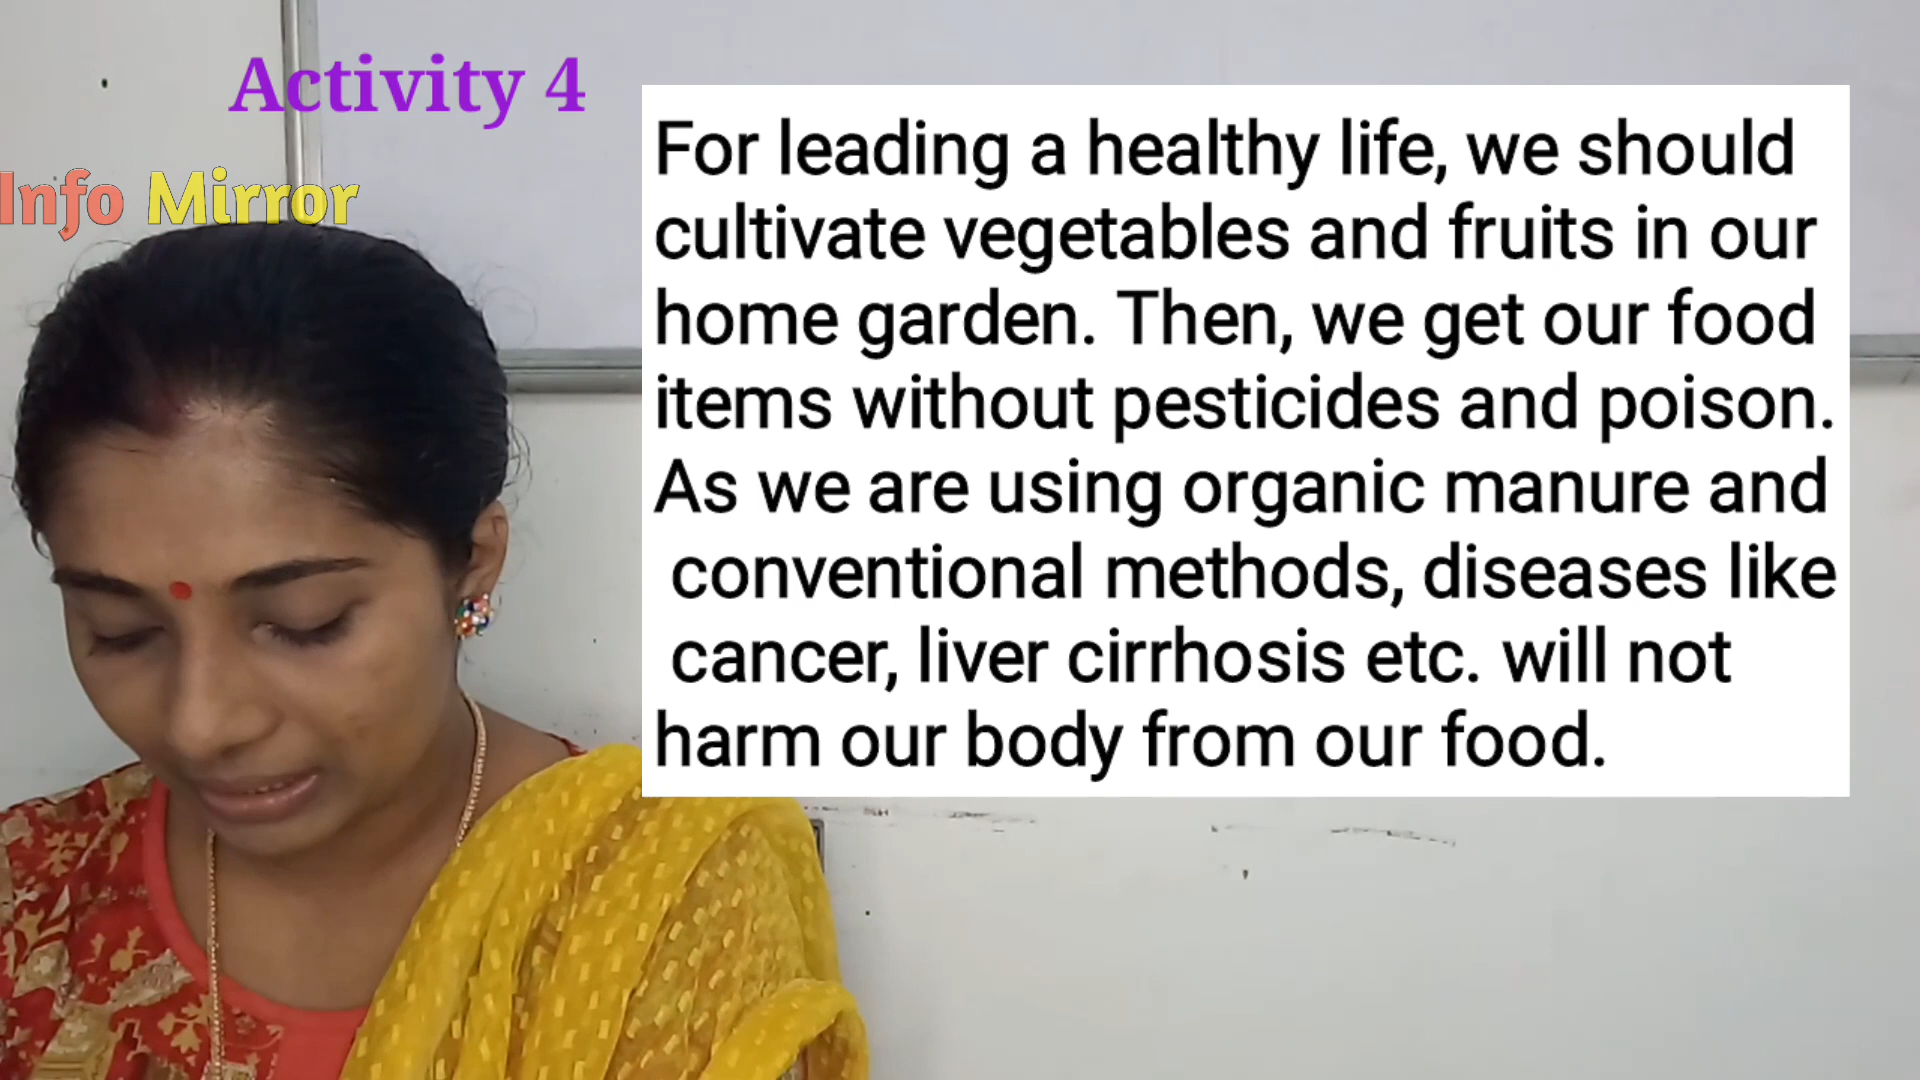 Activity 4
Info Mirror
For leading a healthy life, we should
cultivate vegetables and fruits in our
home garden. Then, we get our food
items without pesticides and poison.
As we are using organic manure and
conventional methods, diseases like
cancer, liver cirrhosis etc. will not
harm our body from our food.